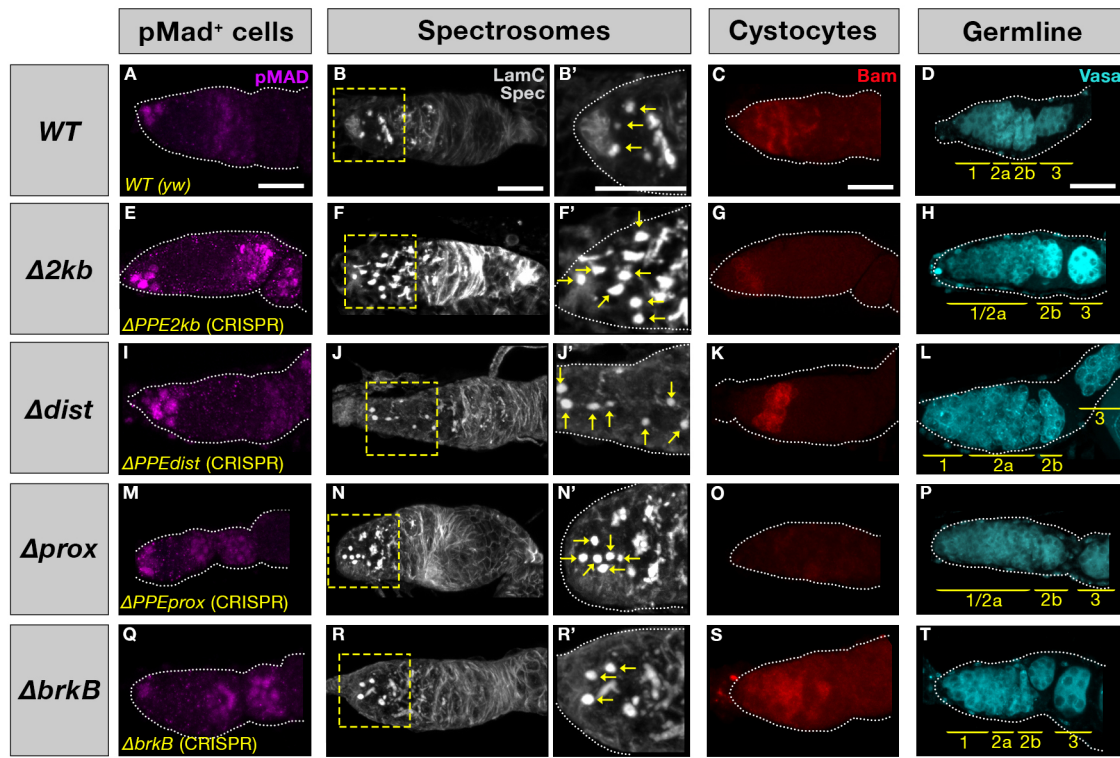 pMad+ cells
Spectrosomes
Cystocytes
Germline
WT
A
pMAD
WT (yw)
B
LamC
Spec
B’
C
Bam
D
Vasa
1 2a 2b 3
Δ2kb
E
ΔPPE2kb (CRISPR)
F
F’
G
H
1/2a 2b 3
Δdist
I
ΔPPEdist (CRISPR)
J
J’
K
L
3
1 2a 2b
Δprox
M
ΔPPEprox (CRISPR)
N
N’
O
P
1/2a 2b 3
ΔbrkB
Q
ΔbrkB (CRISPR)
R
R’
S
T
1 2a 2b 3